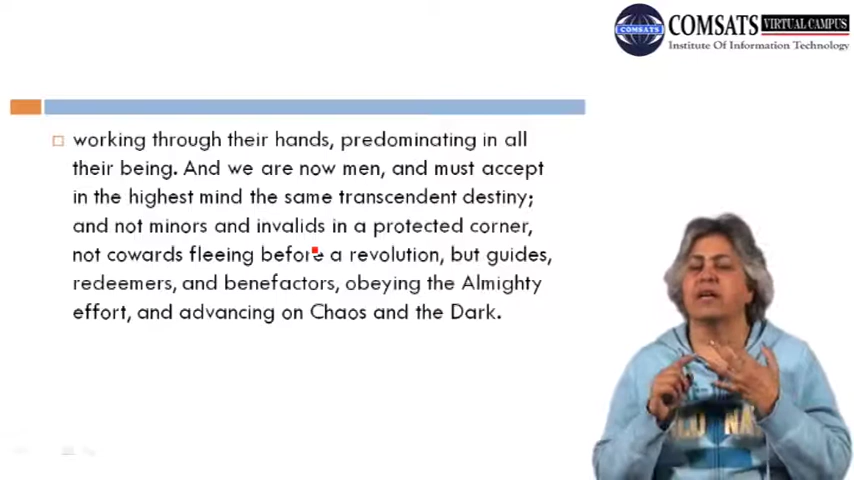 COMSATS VIRTUAL CAMPUS
COMSATS
Institute Of Information Technology
working through their hands, predominating in all
their being. And we are now men, and must accept
in the highest mind the same transcendent destiny;
and not minors and invalids in a protected corner,
not cowards fleeing before a revolution, but guides,
redeemers, and benefactors, obeying the Almighty
effort, and advancing on Chaos and the Dark.